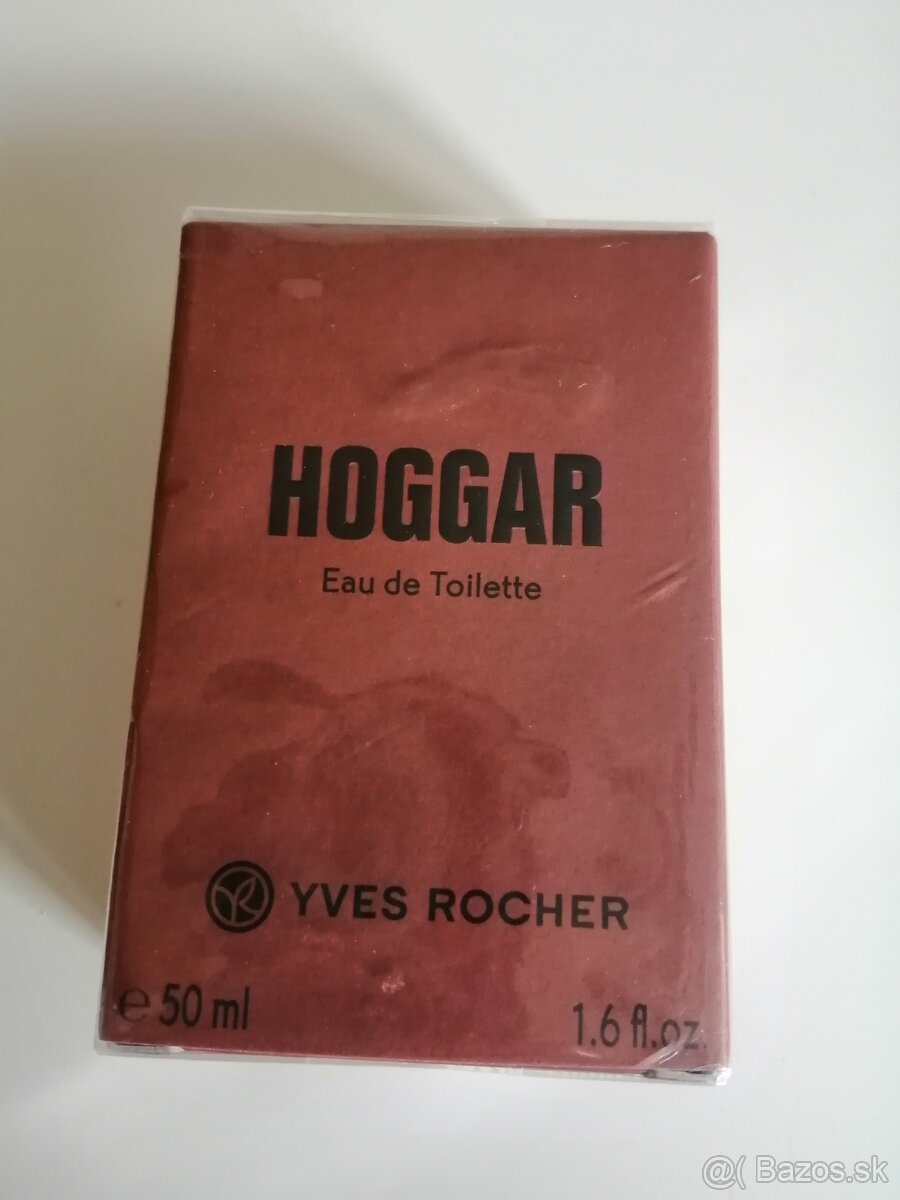 HOGGAR
Eau de Toilette
YVES ROCHER
℮ 50 ml
1.6 fl.oz.
@( Bazos.sk